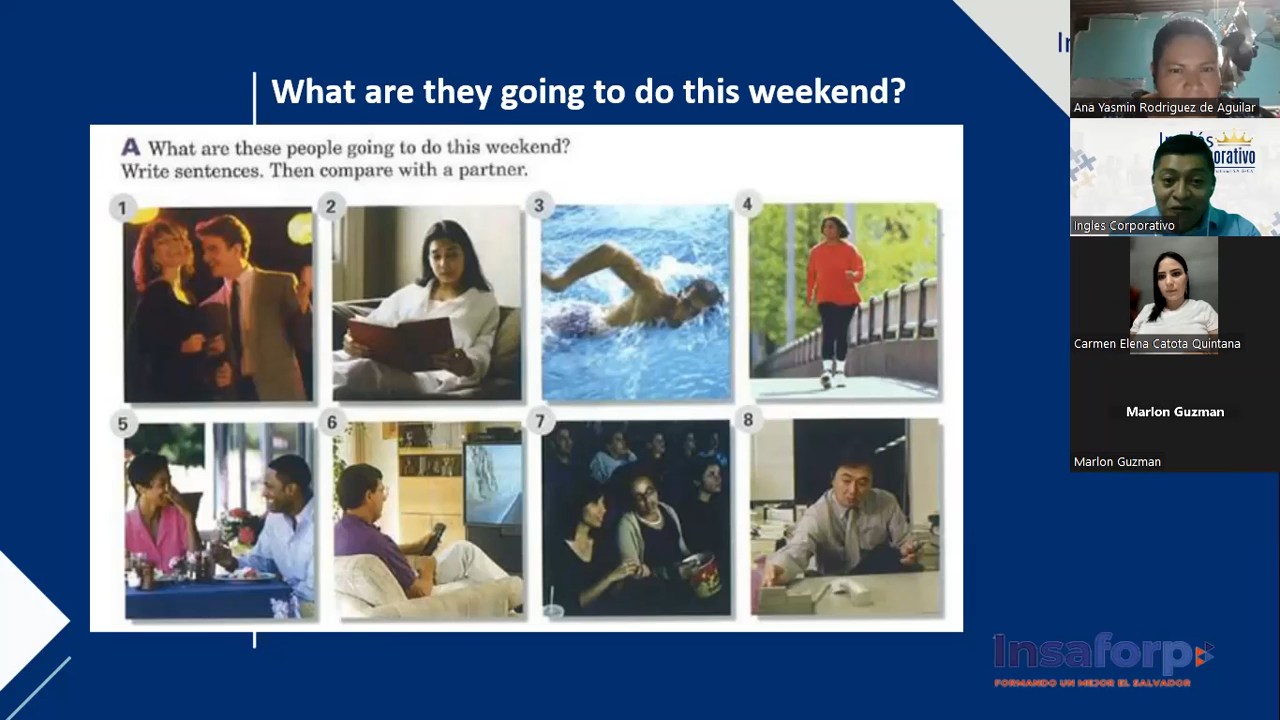 What are they going to do this weekend?
A What are these people going to do this weekend?
Write sentences. Then compare with a partner.
1
2
3
4
5
6
7
8
Insaforp
FORMANDO UN MEJOR EL SALVADOR
Ana Yasmin Rodriguez de Aguilar
Inglés
Corporativo
Ingles Corporativo
Carmen Elena Catota Quintana
Marlon Guzman
Marlon Guzman